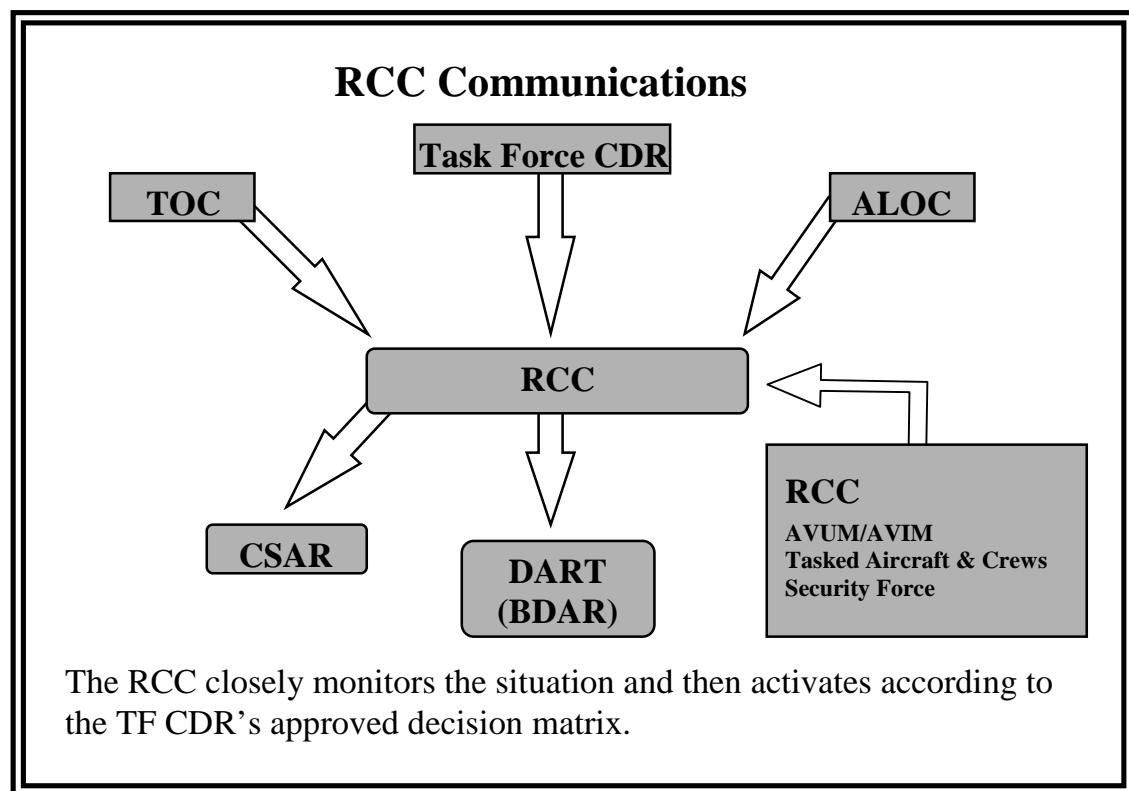 RCC Communications
Task Force CDR
TOC
ALOC
RCC
CSAR
DART
(BDAR)
RCC
AVUM/AVIM
Tasked Aircraft & Crews
Security Force
The RCC closely monitors the situation and then activates according to
the TF CDR’s approved decision matrix.